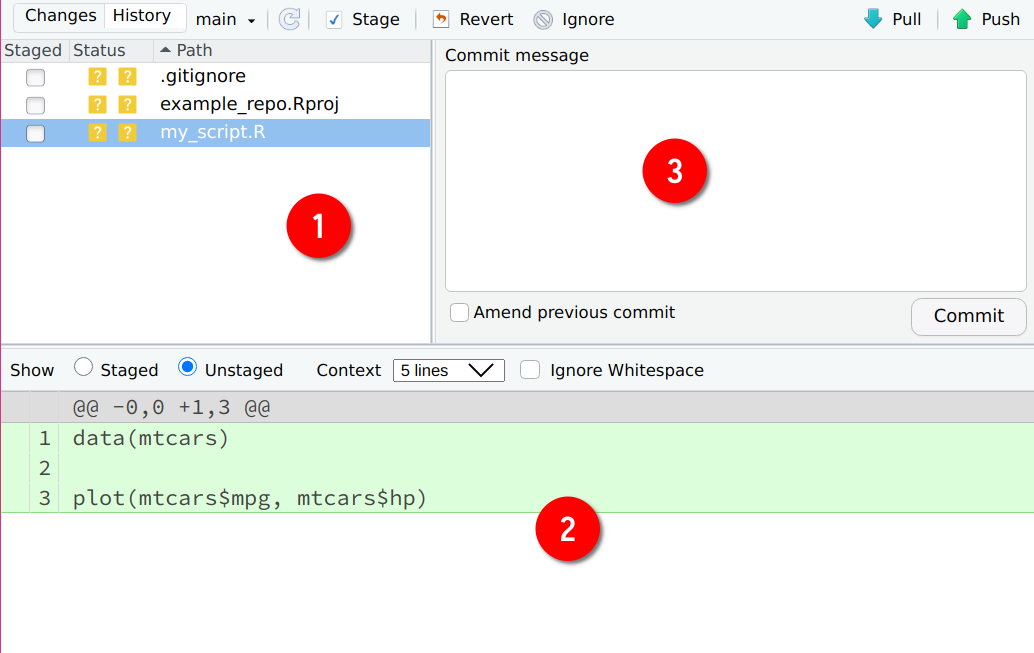 Changes History main Stage Revert Ignore Pull Push
Staged Status Path
? ? .gitignore
? ? example_repo.Rproj
? ? my_script.R
1
Commit message
3
Amend previous commit Commit
Show Staged Unstaged Context 5 lines Ignore Whitespace
@@ -0,0 +1,3 @@
1 data(mtcars)
2
3 plot(mtcars$mpg, mtcars$hp)
2